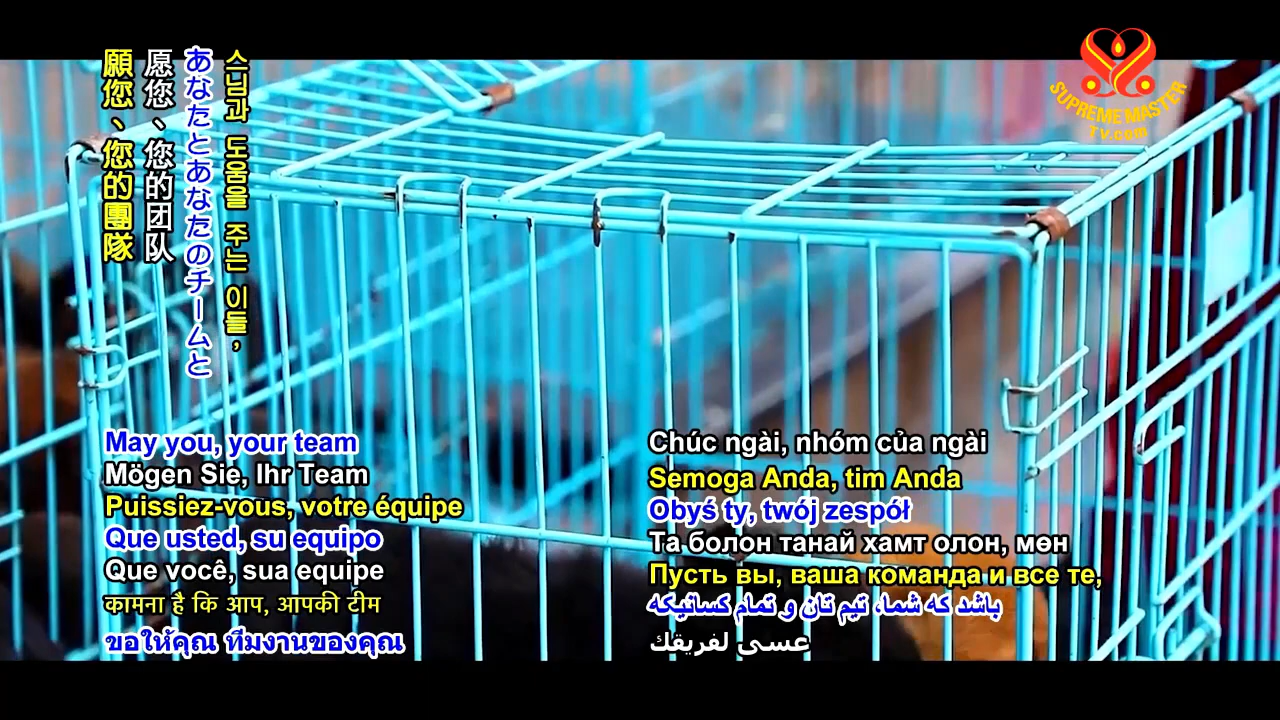 願您、您的團隊
愿您、您的团队
あなたとあなたのチームと
스님과 도움을 주는 이들,
SUPREME MASTER
TV.COM
May you, your team
Mögen Sie, Ihr Team
Puissiez-vous, votre équipe
Que usted, su equipo
Que você, sua equipe
कामना है कि आप, आपकी टीम
ขอให้คุณ ทีมงานของคุณ
Chúc ngài, nhóm của ngài
Semoga Anda, tim Anda
Obyś ty, twój zespół
Та болон танай хамт олон, мөн
Пусть вы, ваша команда и все те,
باشد که شما، تیم تان و تمام کسانیکه
عسى لفريقك